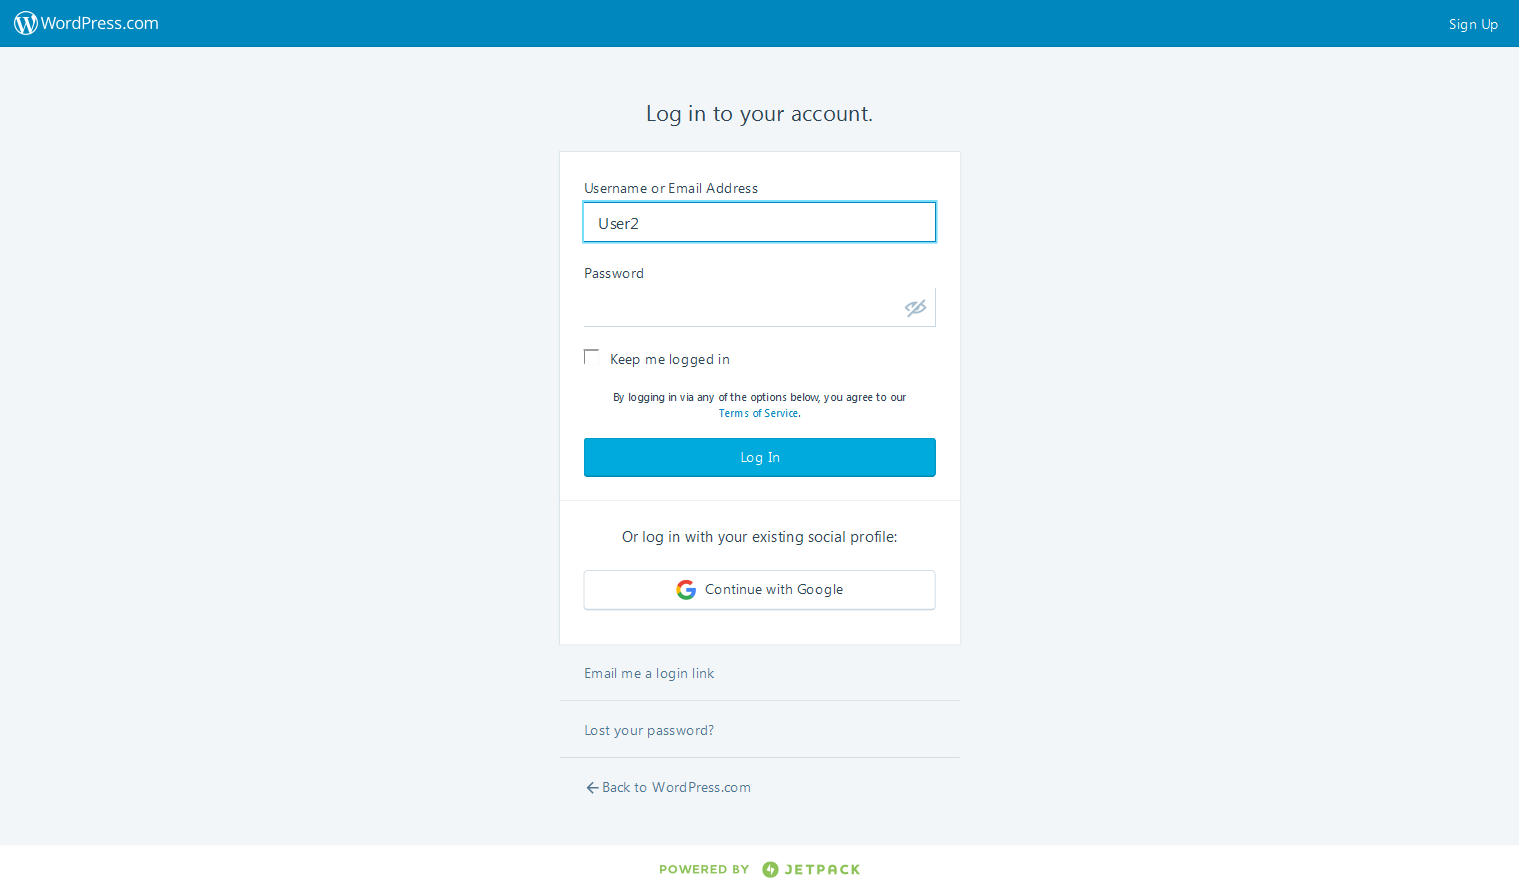 WordPress.com
Sign Up
Log in to your account.
Username or Email Address
User2
Password
Keep me logged in
By logging in via any of the options below, you agree to our
Terms of Service.
Log In
Or log in with your existing social profile:
Continue with Google
Email me a login link
Lost your password?
Back to WordPress.com
POWERED BY JETPACK